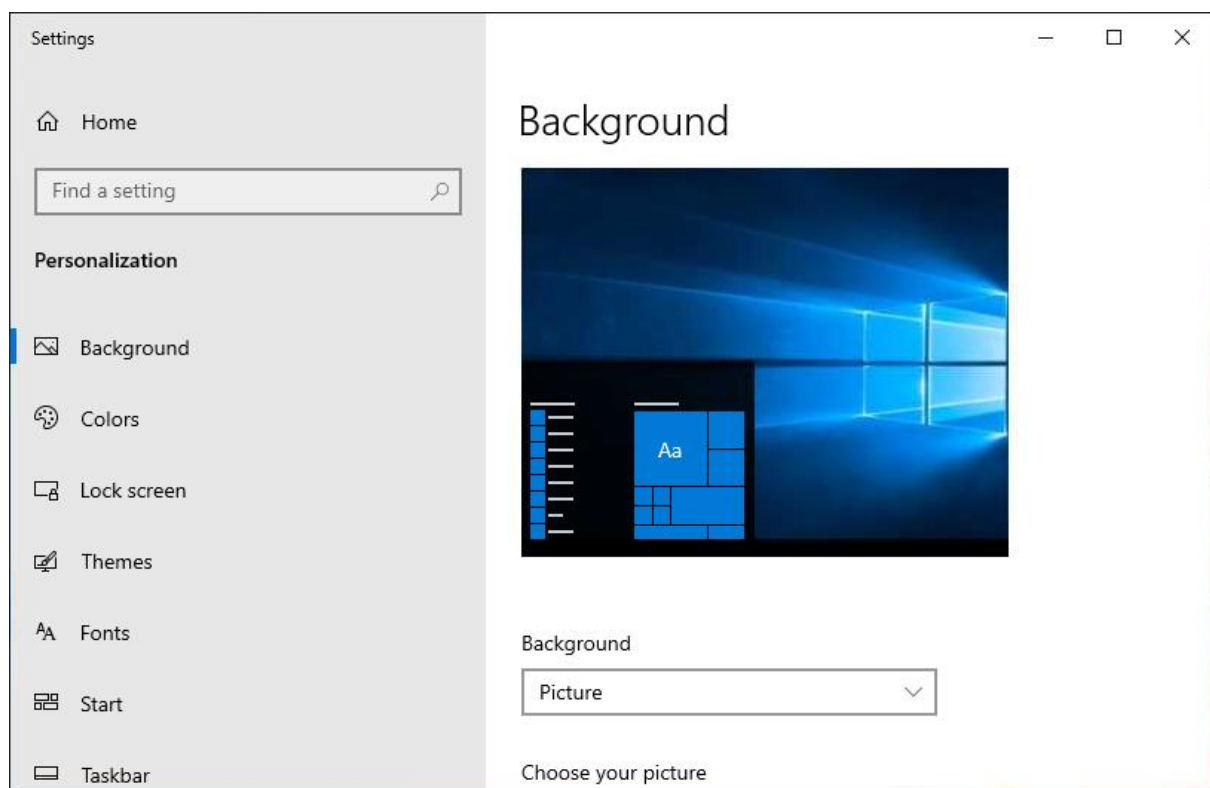 Settings
Home
Find a setting
Personalization
Background
Colors
Lock screen
Themes
Fonts
Start
Taskbar
Background
Aa
Background
Picture
Choose your picture